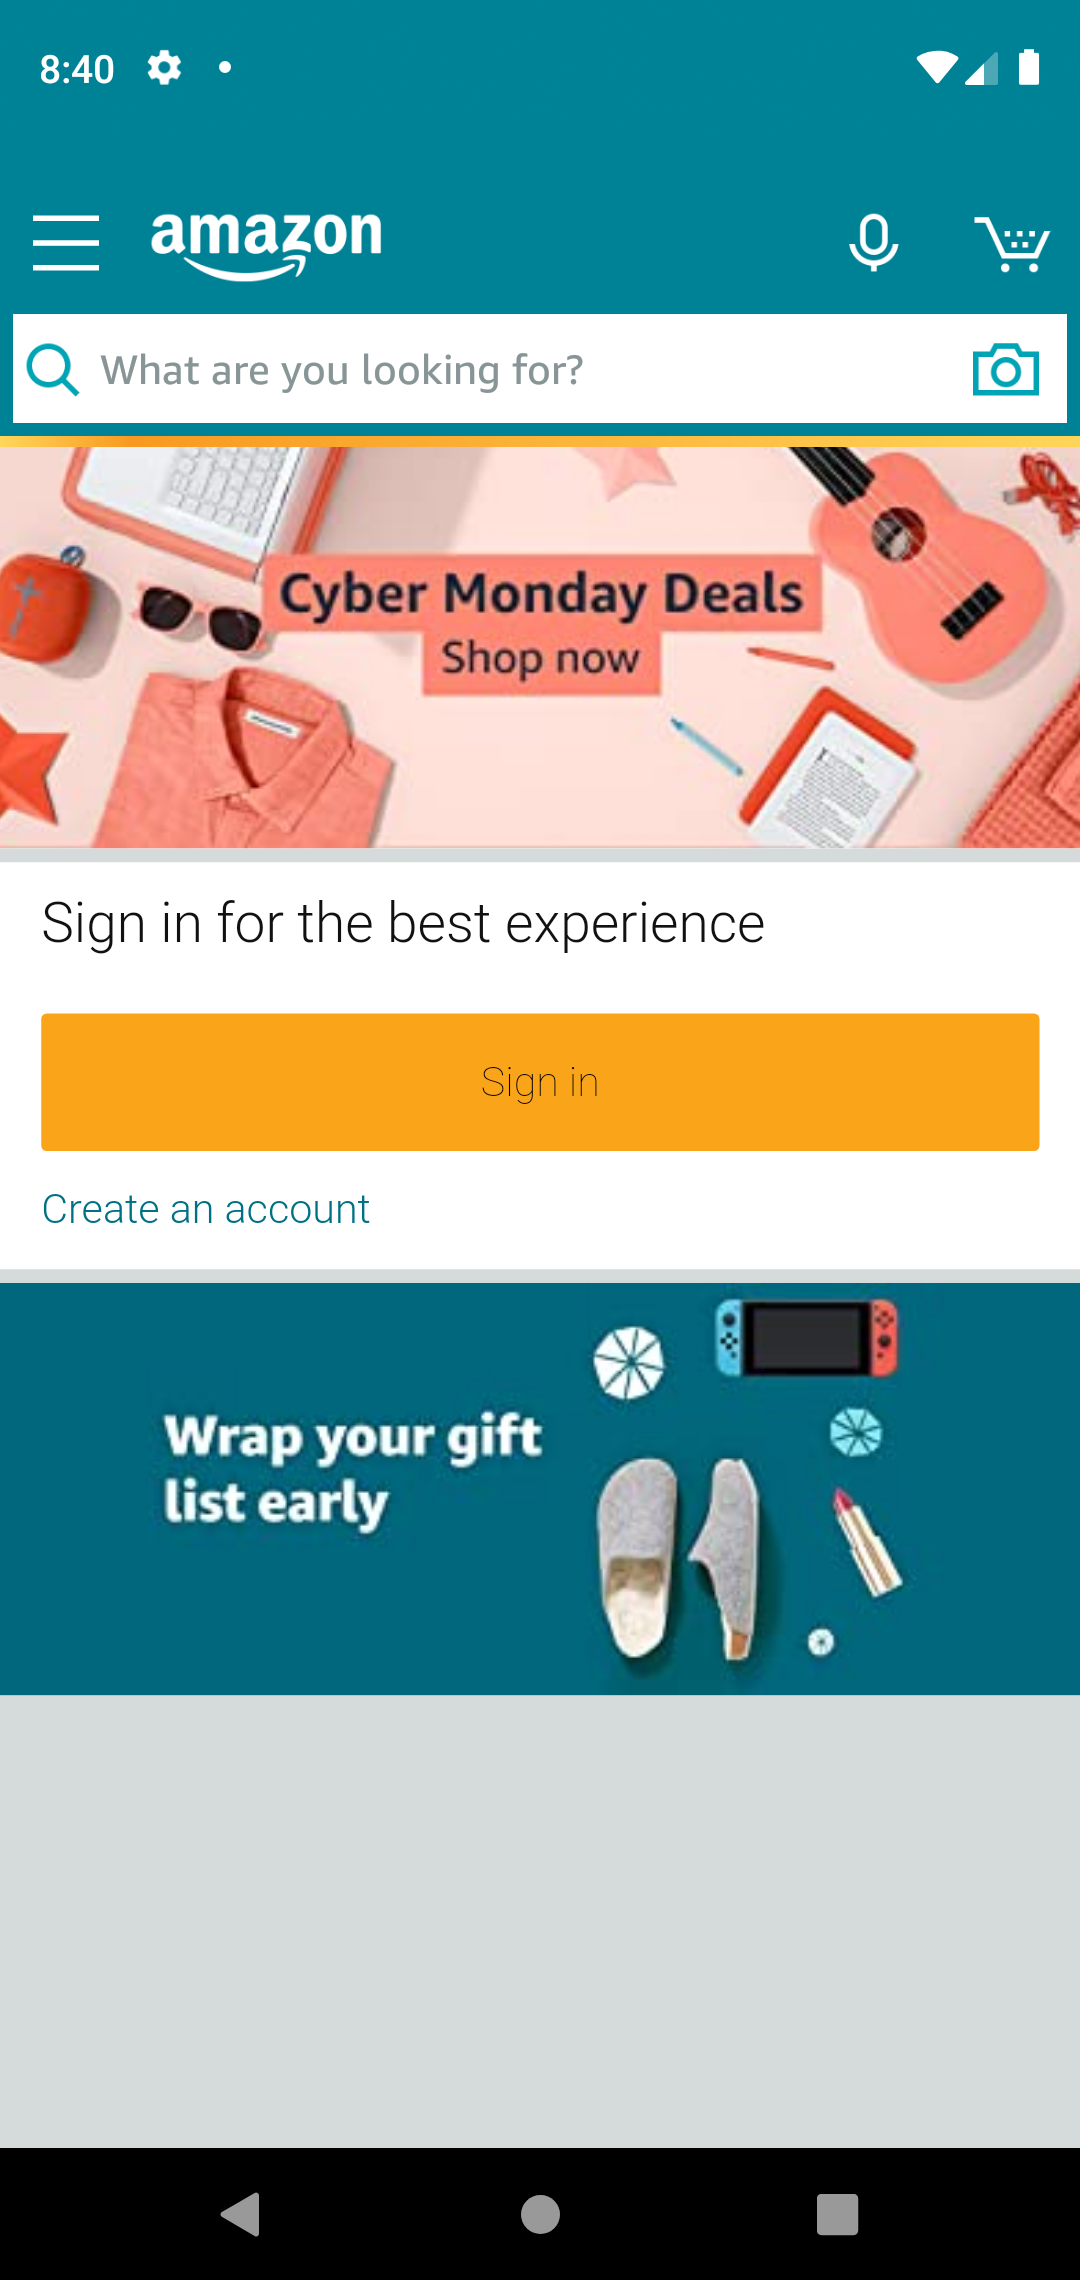 8:40
amazon
What are you looking for?
Cyber Monday Deals
Shop now
Sign in for the best experience
Sign in
Create an account
Wrap your gift
list early